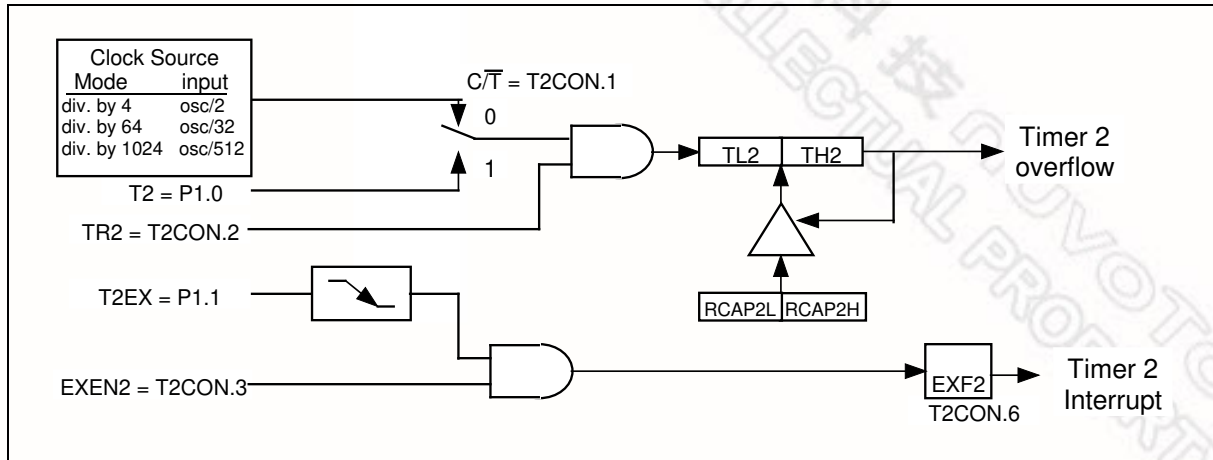 Clock Source
Mode input
div. by 4 osc/2
div. by 64 osc/32
div. by 1024 osc/512
C/T̅ = T2CON.1
0
1
T2 = P1.0
TR2 = T2CON.2
TL2 TH2
Timer 2
overflow
RCAP2L RCAP2H
T2EX = P1.1
EXEN2 = T2CON.3
EXF2
T2CON.6
Timer 2
Interrupt